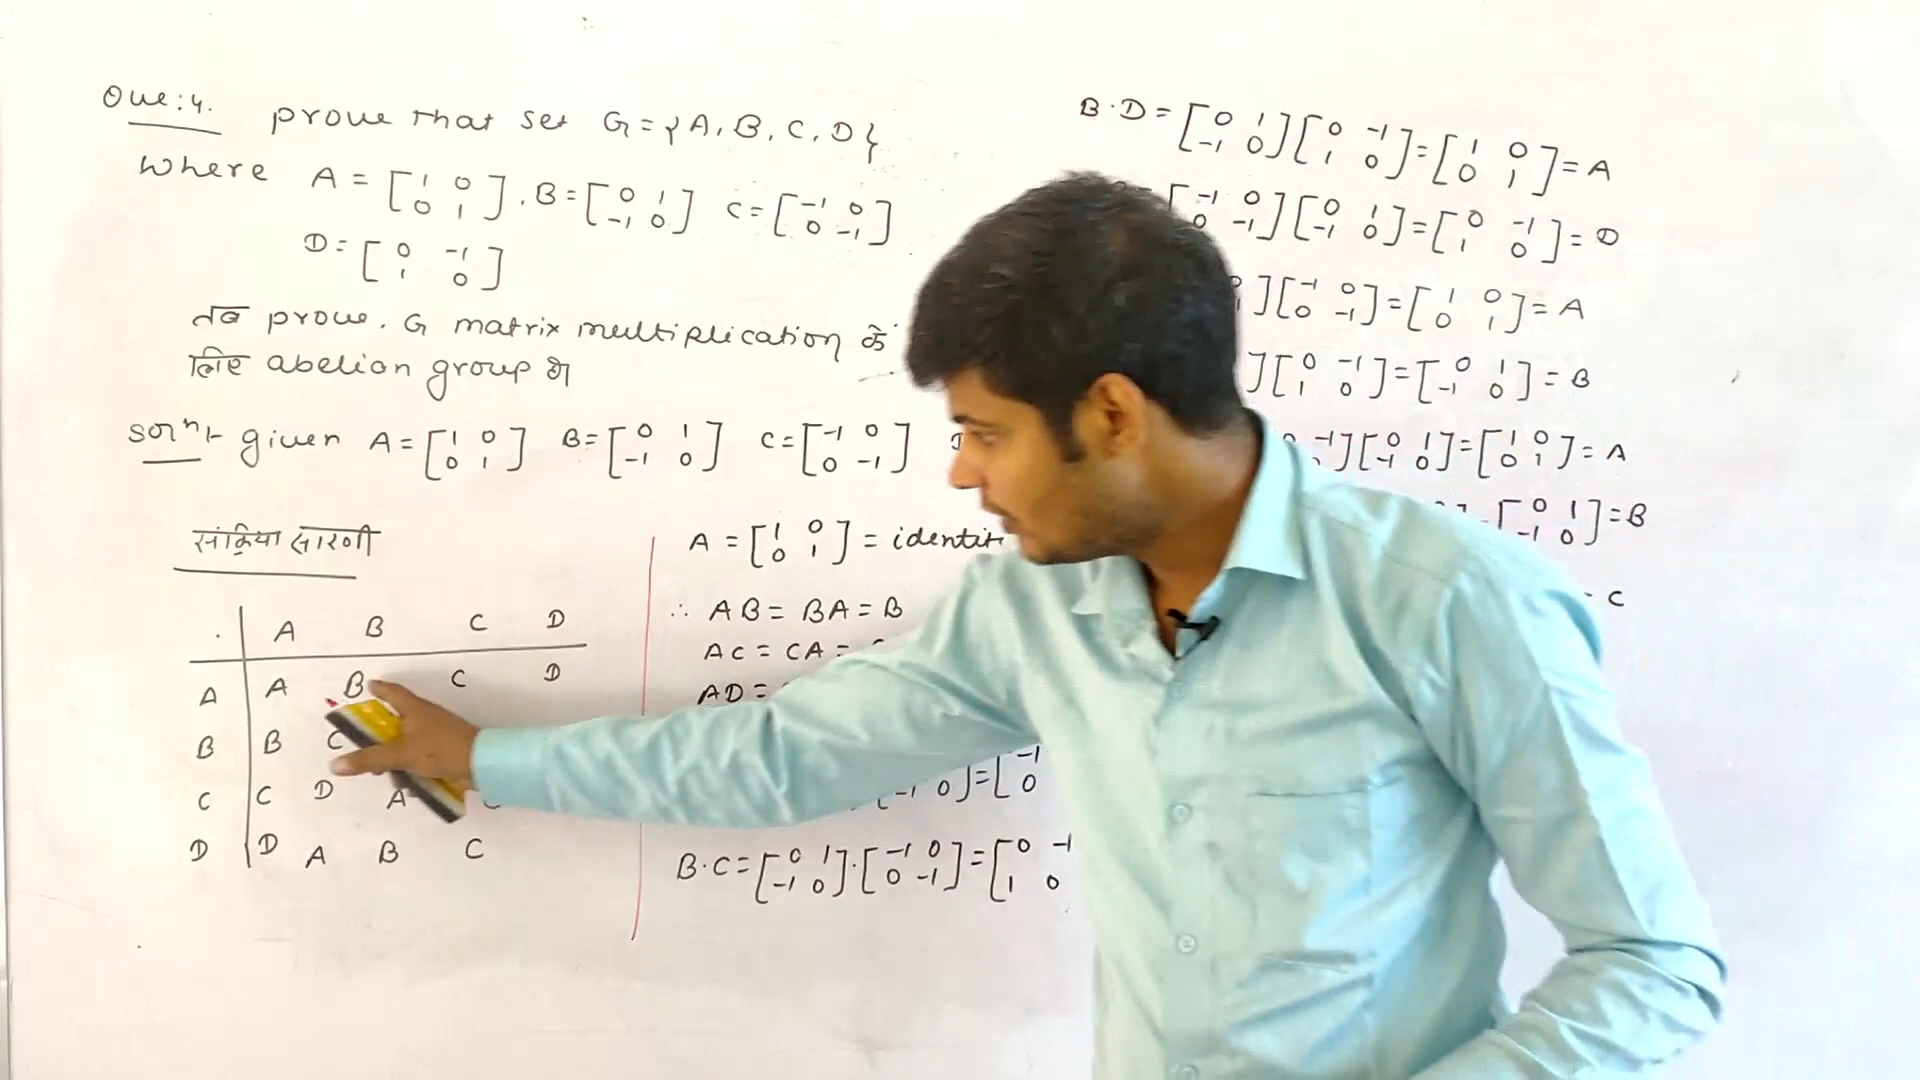 Que:4. prove that set G = {A, B, C, D}
where A = [1 0 0 1], B = [0 1 -1 0] C = [-1 0 0 -1]
D = [0 -1 1 0]
तब prove. G matrix multiplication के
लिए abelian group है
Solⁿ:- given A = [1 0 0 1] B = [0 1 -1 0] C = [-1 0 0 -1]
संक्रिया सारणी
. A B C D
A A B C D
B B C
C C D A
D D A B C
A = [1 0 0 1] =
∴ AB = BA = B
AC = CA =
AD =
-1 0] = [-1 0
B·C = [0 1 -1 0]·[-1 0 0 -1] = [0 -1 1 0
B·D = [0 1 -1 0][0 -1 1 0] = [1 0 0 1] = A
[-1 0 0 -1][0 1 -1 0] = [0 -1 1 0] = D
][-1 0 0 -1] = [1 0 0 1] = A
][0 -1 1 0] = [0 1 -1 0] = B
-1][0 1 -1 0] = [1 0 0 1] = A
[0 1 -1 0] = B
C